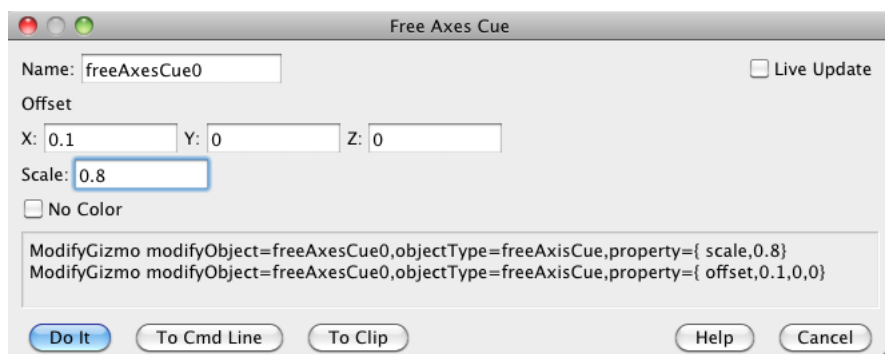 Free Axes Cue
Name: freeAxesCue0 Live Update
Offset
X: 0.1 Y: 0 Z: 0
Scale: 0.8
No Color
ModifyGizmo modifyObject=freeAxesCue0,objectType=freeAxisCue,property={ scale,0.8}
ModifyGizmo modifyObject=freeAxesCue0,objectType=freeAxisCue,property={ offset,0.1,0,0}
Do It To Cmd Line To Clip Help Cancel